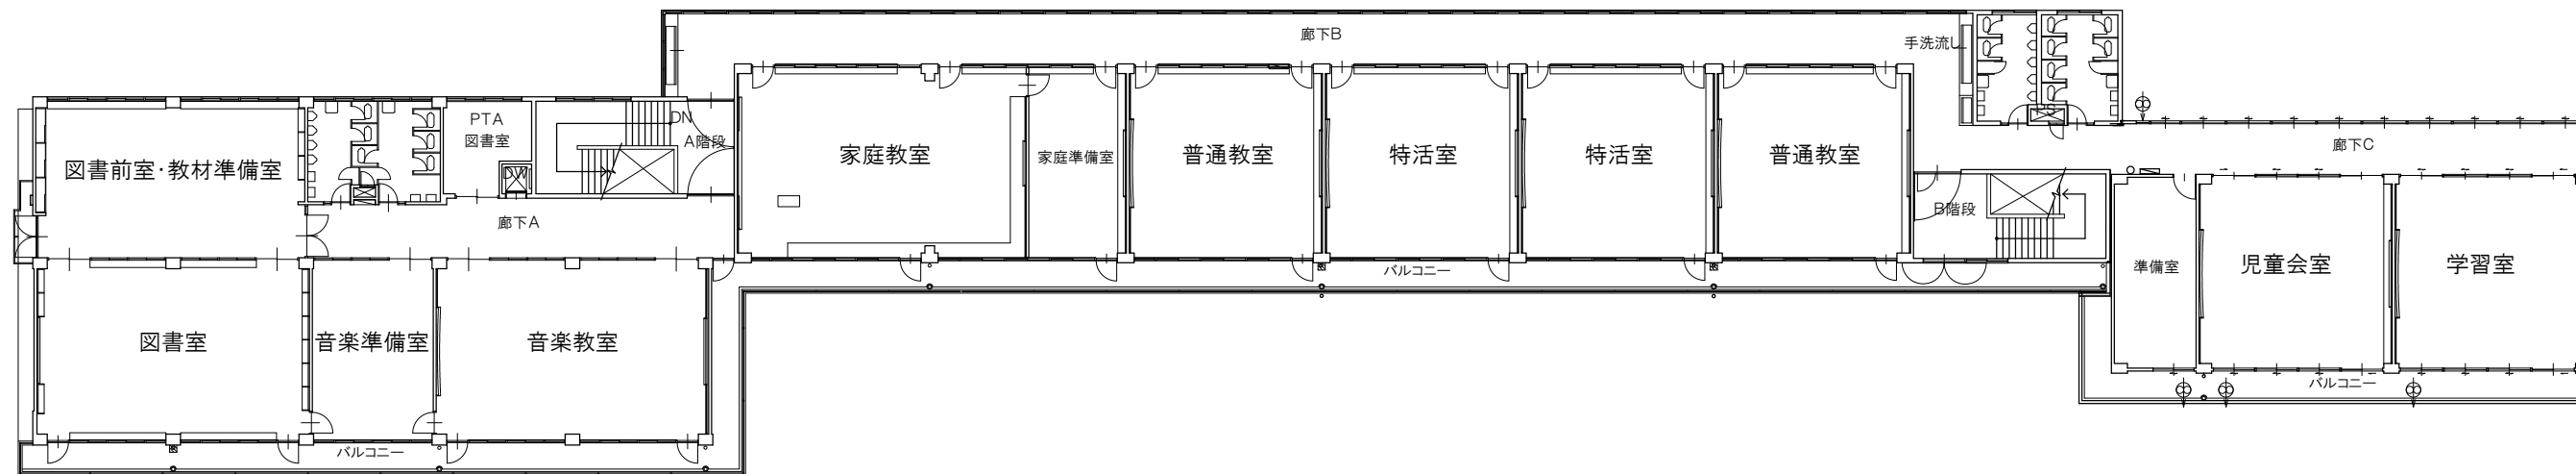 廊下B
手洗流し
PTA
図書室
DN
A階段
DW
図書前室・教材準備室
家庭教室
家庭準備室
普通教室
特活室
特活室
普通教室
廊下C
廊下A
B階段
準備室
児童会室
学習室
バルコニー
図書室
音楽準備室
音楽教室
バルコニー
バルコニー